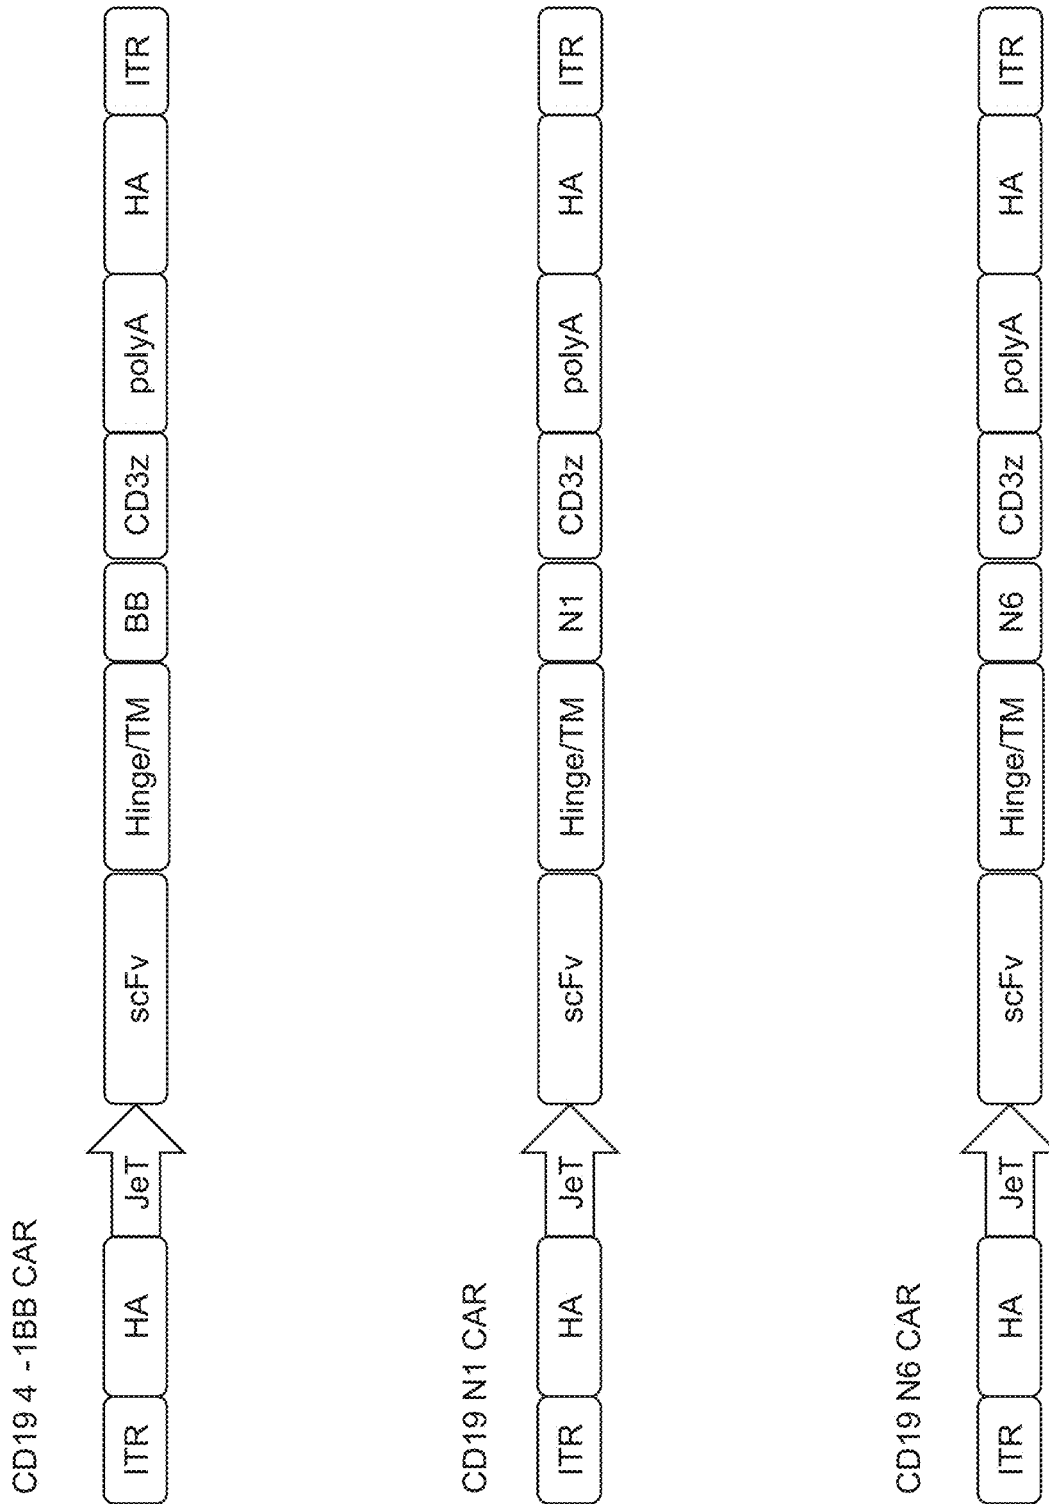 CD19 4 -1BB CAR
ITR HA JeT scFv Hinge/TM BB CD3z polyA HA ITR
CD19 N1 CAR
ITR HA JeT scFv Hinge/TM N1 CD3z polyA HA ITR
CD19 N6 CAR
ITR HA JeT scFv Hinge/TM N6 CD3z polyA HA ITR